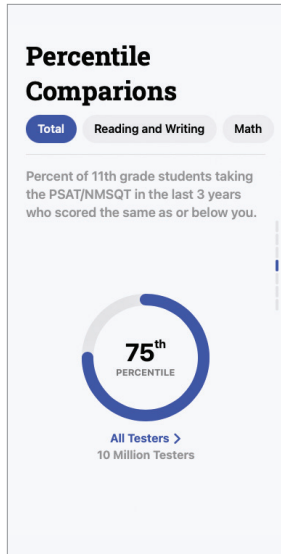 Percentile
Comparions
Total Reading and Writing Math
Percent of 11th grade students taking
the PSAT/NMSQT in the last 3 years
who scored the same as or below you.
75th
PERCENTILE
All Testers >
10 Million Testers